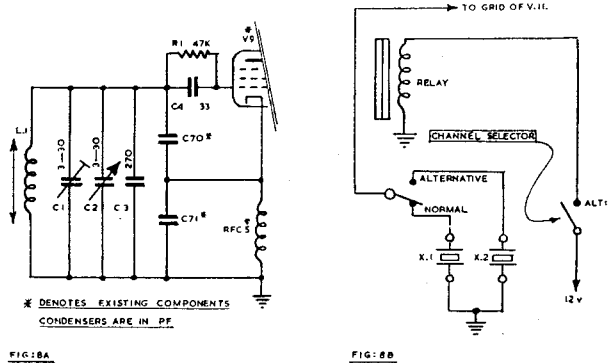 R1 47K
*
V9
C4 33
L.1
3—30
3—30
270
C1
C2
C3
C70*
C71*
RFC5*
* DENOTES EXISTING COMPONENTS
CONDENSERS ARE IN PF
FIG:8A
TO GRID OF V.11.
RELAY
CHANNEL SELECTOR
ALTERNATIVE
NORMAL
X.1
X.2
12 v
FIG:8B